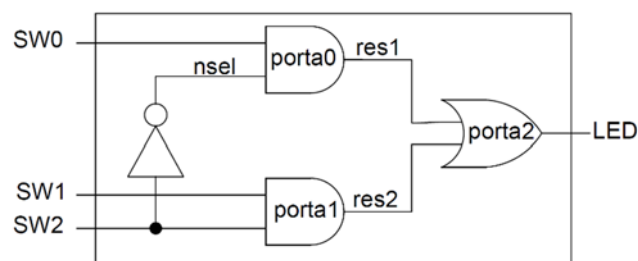 SW0
porta0
res1
nsel
porta2
LED
SW1
porta1
res2
SW2